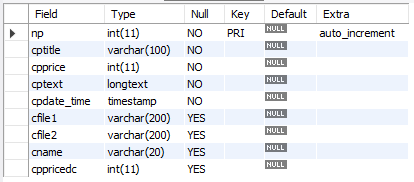 Field Type Null Key Default Extra
np int(11) NO PRI NULL auto_increment
cptitle varchar(100) NO NULL
cpprice int(11) NO NULL
cptext longtext NO NULL
cpdate_time timestamp NO NULL
cfile1 varchar(200) YES NULL
cfile2 varchar(200) YES NULL
cname varchar(20) YES NULL
cppricedc int(11) YES NULL